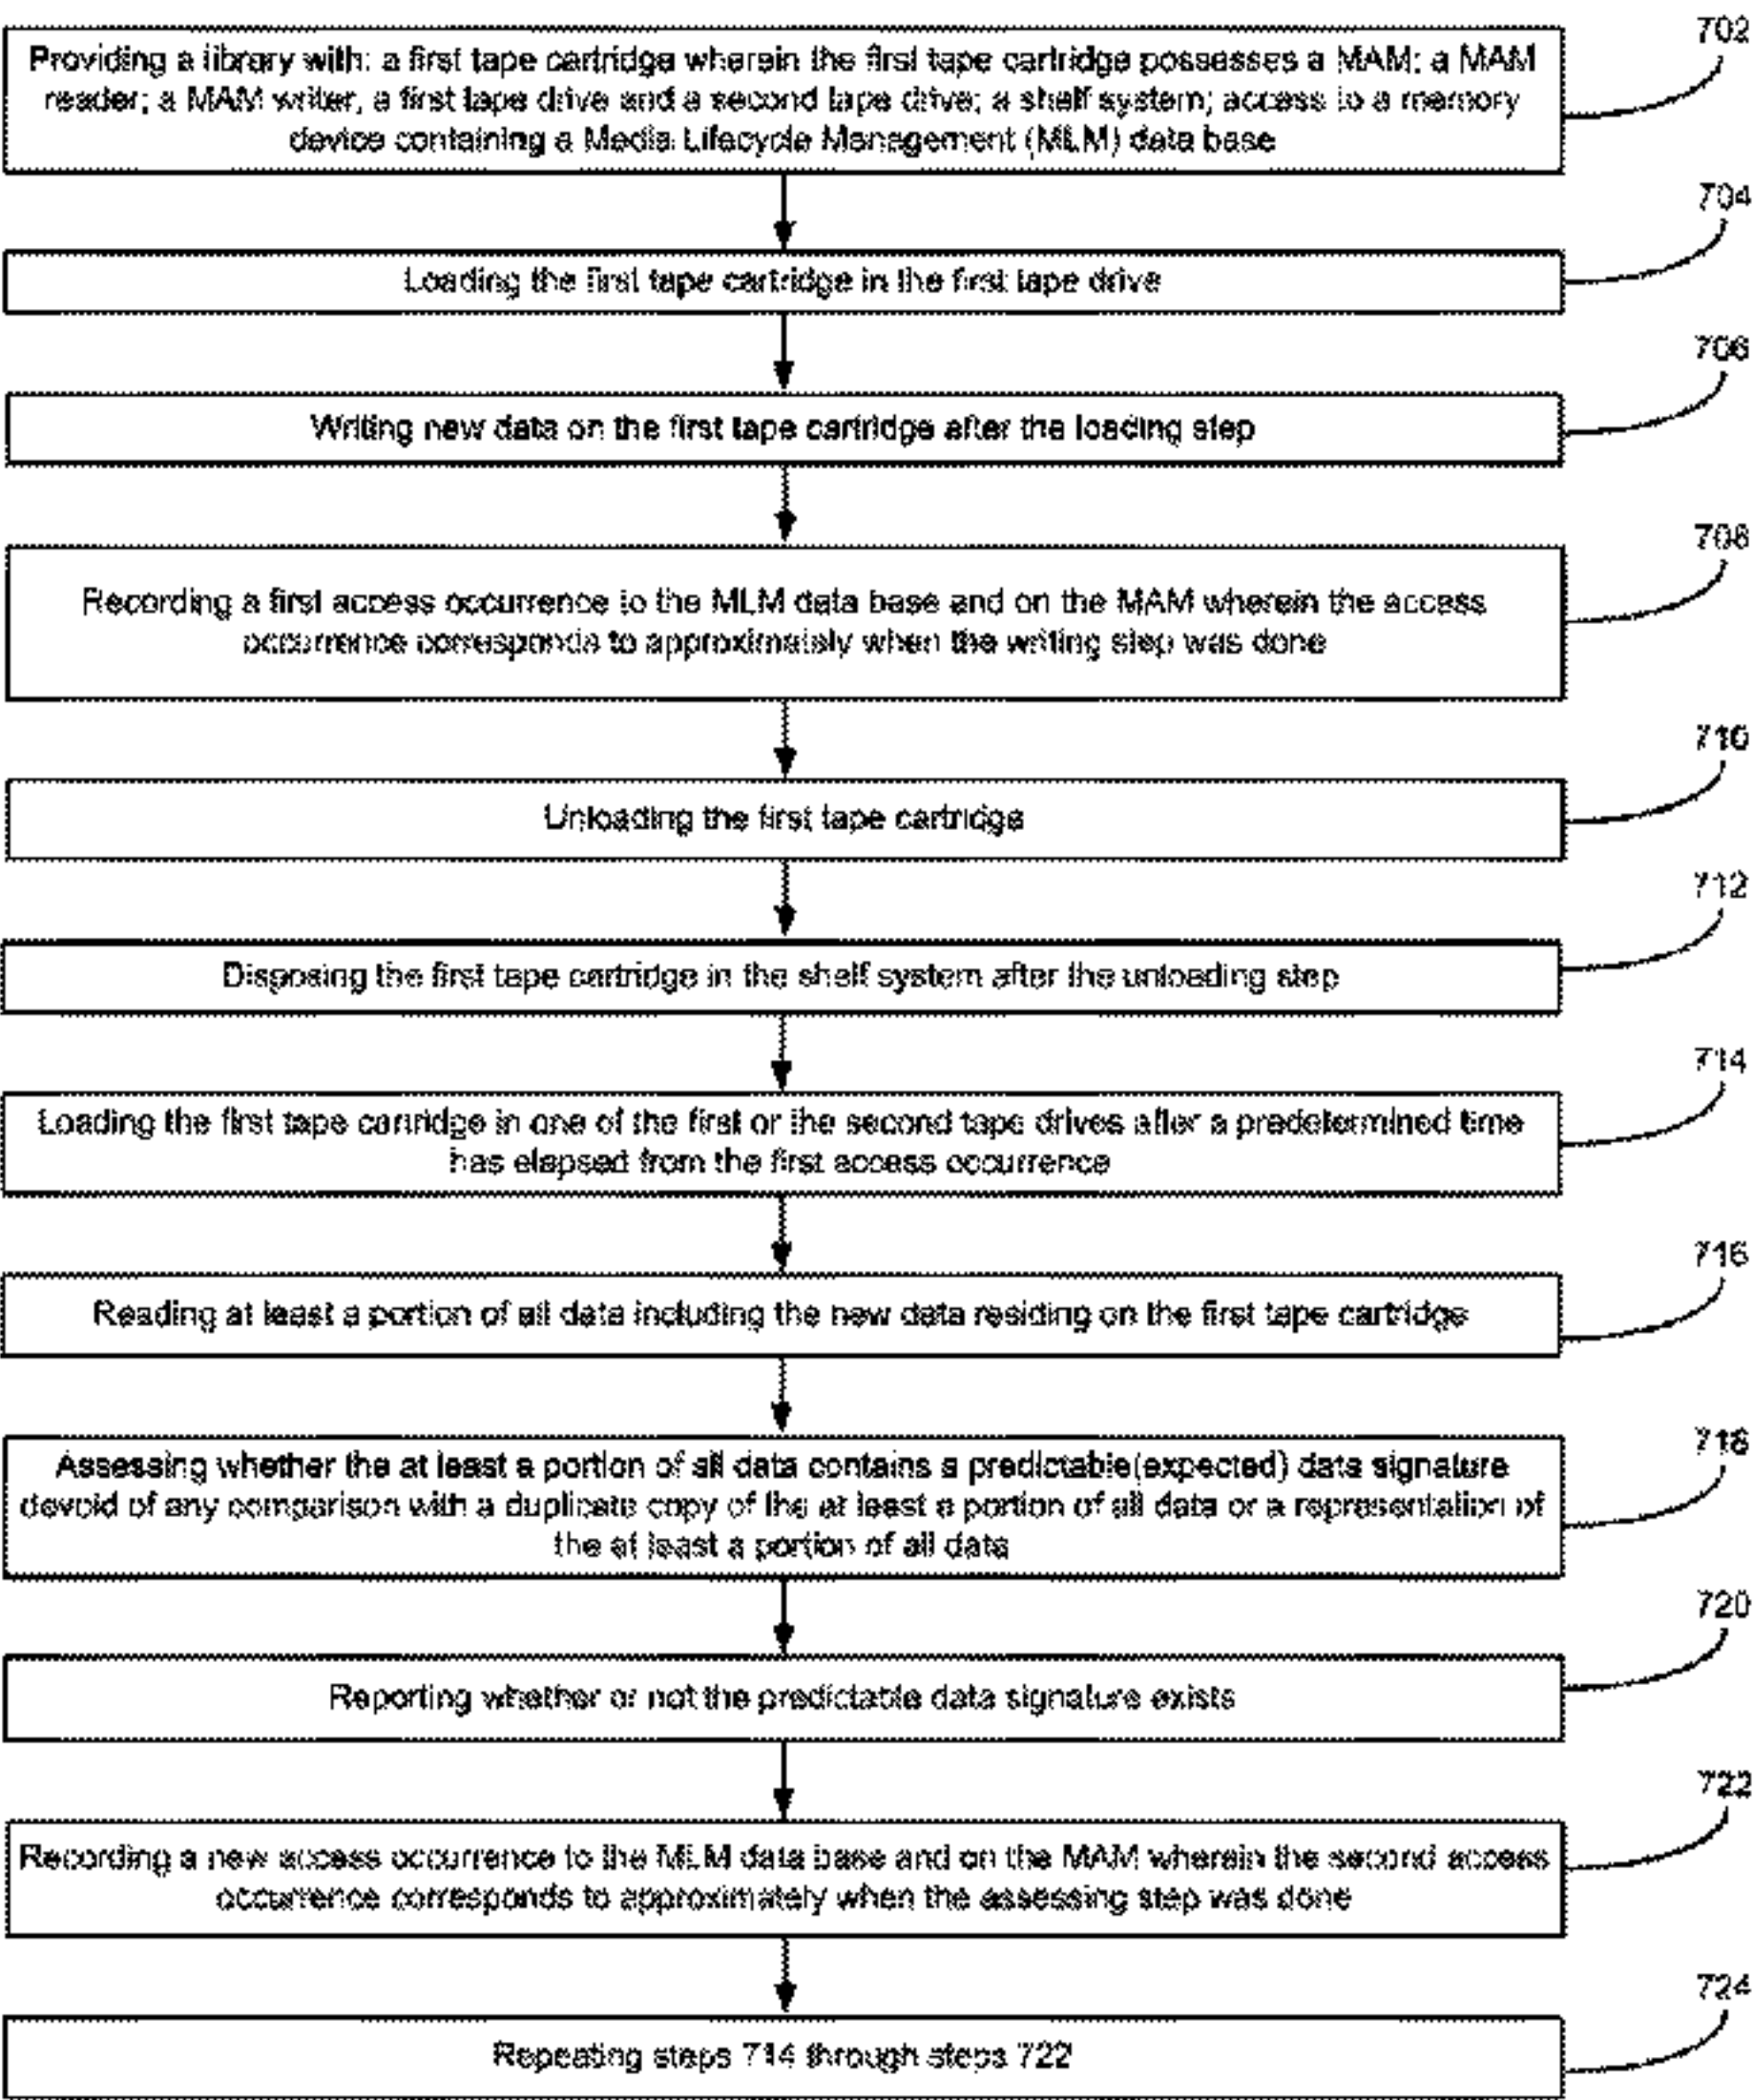 702
Providing a library with: a first tape cartridge wherein the first tape cartridge possesses a MAM; a MAM
reader; a MAM writer, a first tape drive and a second tape drive; a shelf system; access to a memory
device containing a Media Lifecycle Management (MLM) data base
704
Loading the first tape cartridge in the first tape drive
706
Writing new data on the first tape cartridge after the loading step
708
Recording a first access occurrence to the MLM data base and on the MAM wherein the access
occurrence corresponds to approximately when the writing step was done
710
Unloading the first tape cartridge
712
Disposing the first tape cartridge in the shelf system after the unloading step
714
Loading the first tape cartridge in one of the first or the second tape drives after a predetermined time
has elapsed from the first access occurrence
716
Reading at least a portion of all data including the new data residing on the first tape cartridge
718
Assessing whether the at least a portion of all data contains a predictable(expected) data signature
devoid of any comparison with a duplicate copy of the at least a portion of all data or a representation of
the at least a portion of all data
720
Reporting whether or not the predictable data signature exists
722
Recording a new access occurrence to the MLM data base and on the MAM wherein the second access
occurrence corresponds to approximately when the assessing step was done
724
Repeating steps 714 through steps 722